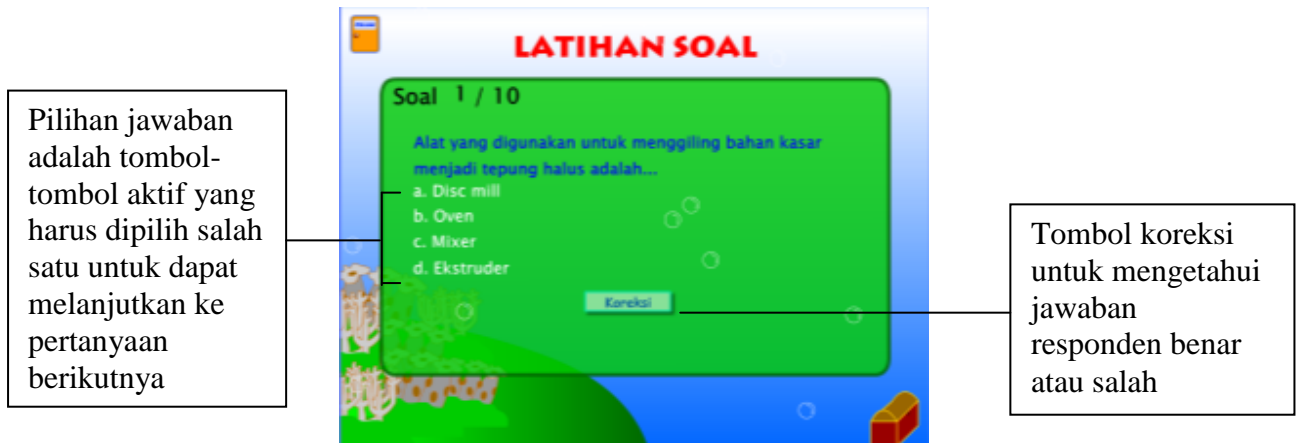 LATIHAN SOAL
Soal 1 / 10
Alat yang digunakan untuk menggiling bahan kasar
menjadi tepung halus adalah...
a. Disc mill
b. Oven
c. Mixer
d. Ekstruder
Koreksi
Pilihan jawaban
adalah tombol-
tombol aktif yang
harus dipilih salah
satu untuk dapat
melanjutkan ke
pertanyaan
berikutnya
Tombol koreksi
untuk mengetahui
jawaban
responden benar
atau salah